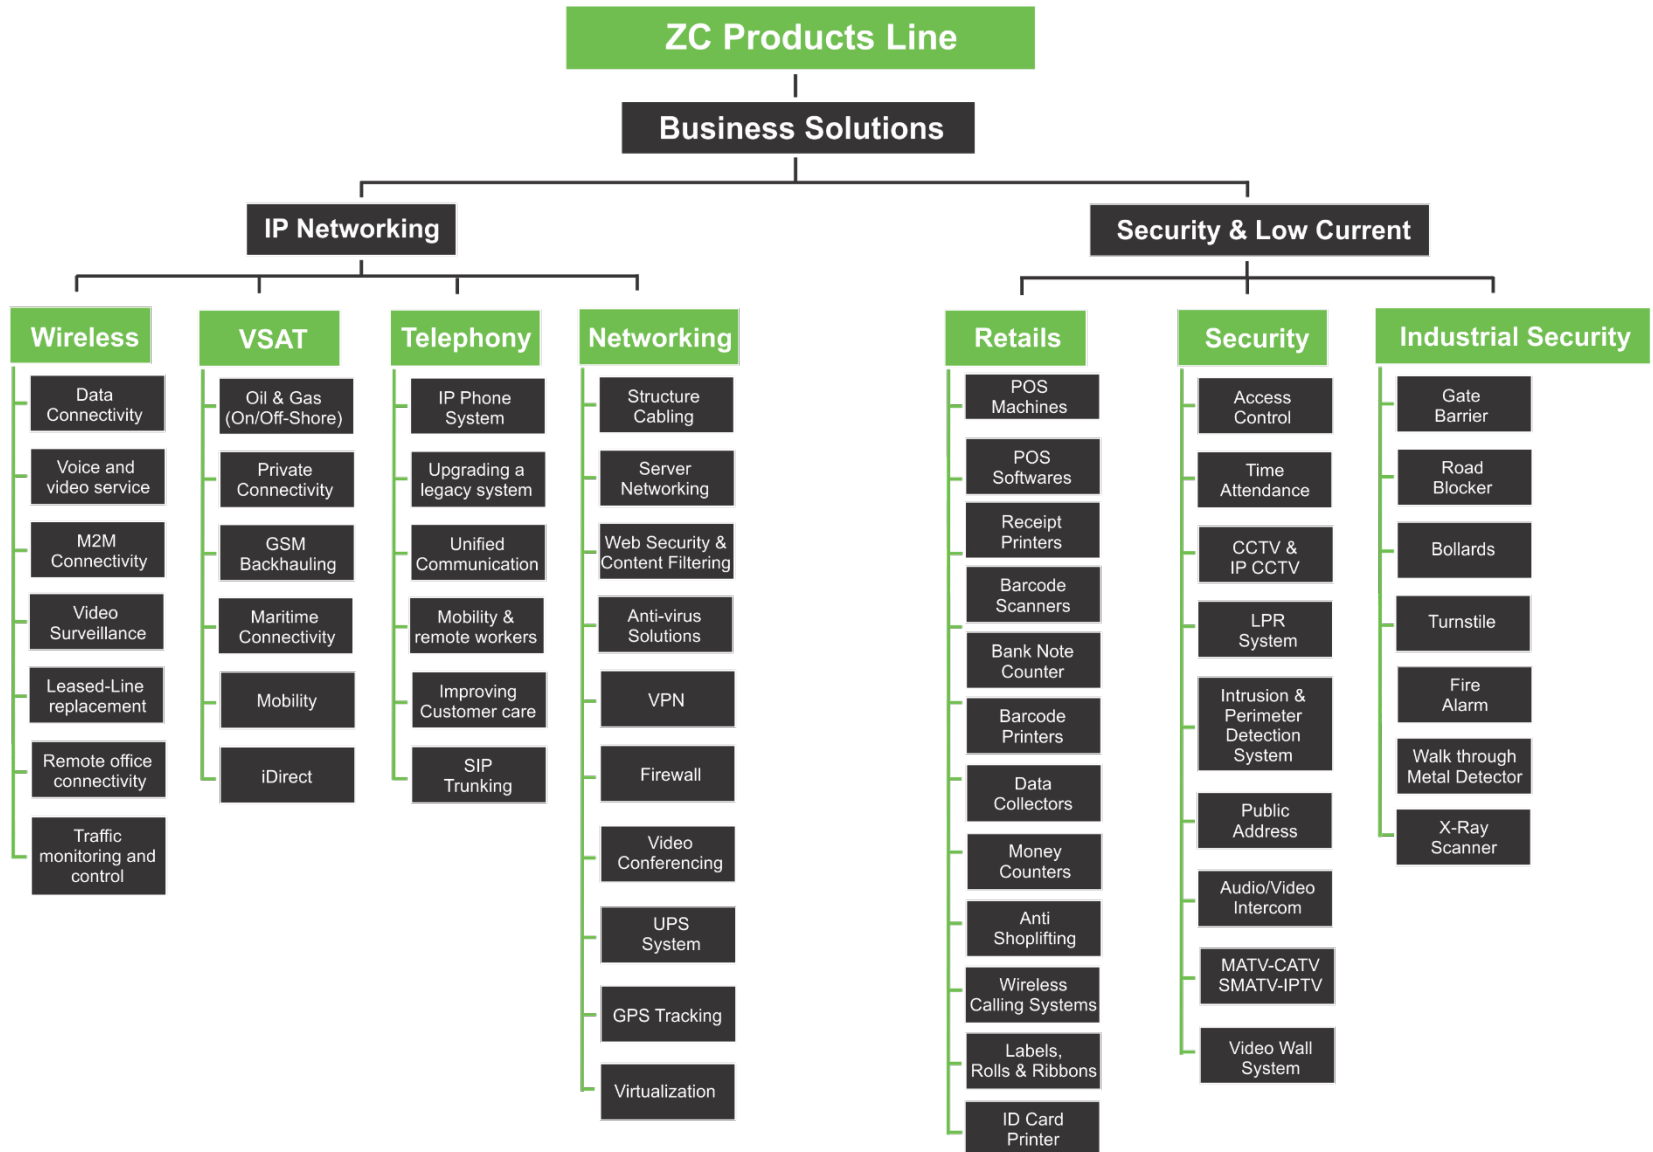 ZC Products Line
Business Solutions
IP Networking
Security & Low Current
Wireless
Data
Connectivity
Voice and
video service
M2M
Connectivity
Video
Surveillance
Leased-Line
replacement
Remote office
connectivity
Traffic
monitoring and
control
VSAT
Oil & Gas
(On/Off-Shore)
Private
Connectivity
GSM
Backhauling
Maritime
Connectivity
Mobility
iDirect
Telephony
IP Phone
System
Upgrading a
legacy system
Unified
Communication
Mobility &
remote workers
Improving
Customer care
SIP
Trunking
Networking
Structure
Cabling
Server
Networking
Web Security &
Content Filtering
Anti-virus
Solutions
VPN
Firewall
Video
Conferencing
UPS
System
GPS Tracking
Virtualization
Retails
POS
Machines
POS
Softwares
Receipt
Printers
Barcode
Scanners
Bank Note
Counter
Barcode
Printers
Data
Collectors
Money
Counters
Anti
Shoplifting
Wireless
Calling Systems
Labels,
Rolls & Ribbons
ID Card
Printer
Security
Access
Control
Time
Attendance
CCTV &
IP CCTV
LPR
System
Intrusion &
Perimeter
Detection
System
Public
Address
Audio/Video
Intercom
MATV-CATV
SMATV-IPTV
Video Wall
System
Industrial Security
Gate
Barrier
Road
Blocker
Bollards
Turnstile
Fire
Alarm
Walk through
Metal Detector
X-Ray
Scanner